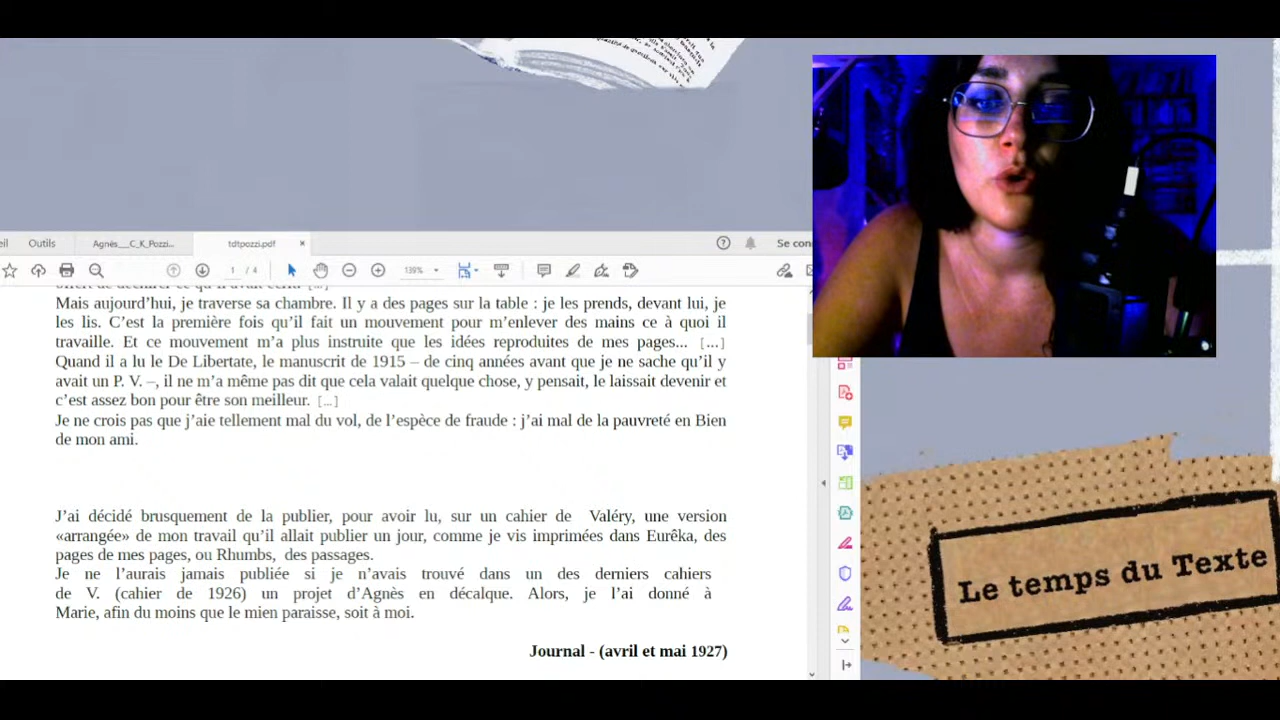 eil
Outils
Agnès__C_K_Pozzi...
tdtpozzi.pdf
×
Se con
1 / 4
139%
Mais aujourd’hui, je traverse sa chambre. Il y a des pages sur la table : je les prends, devant lui, je
les lis. C’est la première fois qu’il fait un mouvement pour m’enlever des mains ce à quoi il
travaille. Et ce mouvement m’a plus instruite que les idées reproduites de mes pages... [...]
Quand il a lu le De Libertate, le manuscrit de 1915 – de cinq années avant que je ne sache qu’il y
avait un P. V. –, il ne m’a même pas dit que cela valait quelque chose, y pensait, le laissait devenir et
c’est assez bon pour être son meilleur. [...]
Je ne crois pas que j’aie tellement mal du vol, de l’espèce de fraude : j’ai mal de la pauvreté en Bien
de mon ami.
J’ai décidé brusquement de la publier, pour avoir lu, sur un cahier de Valéry, une version
«arrangée» de mon travail qu’il allait publier un jour, comme je vis imprimées dans Eurêka, des
pages de mes pages, ou Rhumbs, des passages.
Je ne l’aurais jamais publiée si je n’avais trouvé dans un des derniers cahiers
de V. (cahier de 1926) un projet d’Agnès en décalque. Alors, je l’ai donné à
Marie, afin du moins que le mien paraisse, soit à moi.
Journal - (avril et mai 1927)
Le temps du Texte